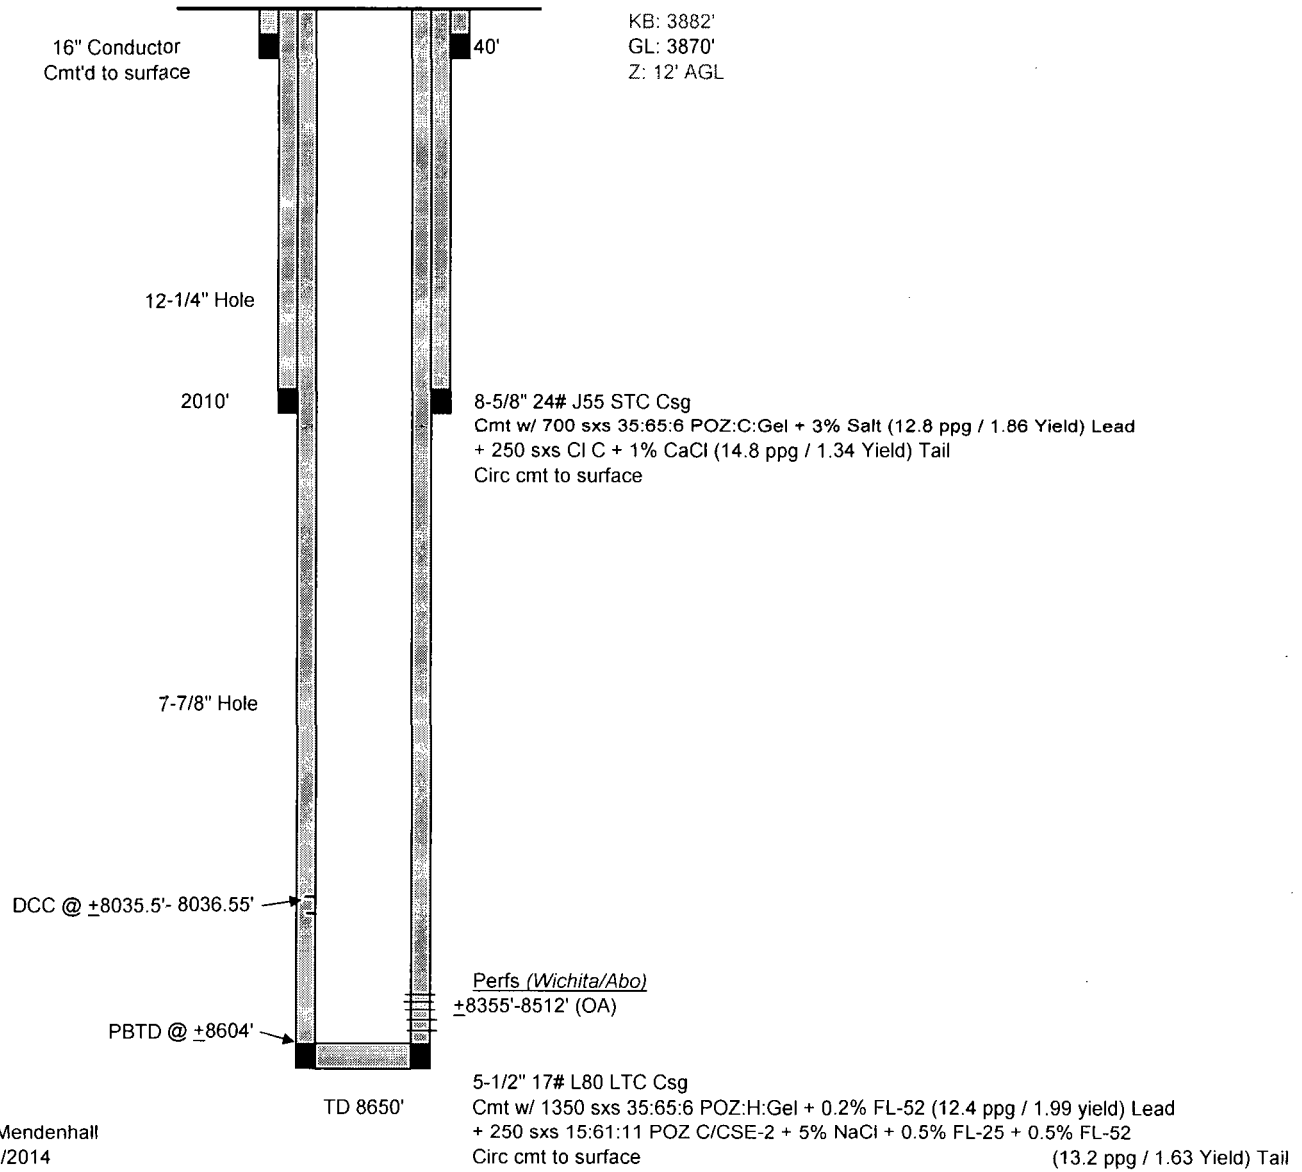 KB: 3882'
16" Conductor
40'
GL: 3870'
Cmt'd to surface
Z: 12' AGL
12-1/4" Hole
2010'
8-5/8" 24# J55 STC Csg
Cmt w/ 700 sxs 35:65:6 POZ:C:Gel + 3% Salt (12.8 ppg / 1.86 Yield) Lead
+ 250 sxs Cl C + 1% CaCl (14.8 ppg / 1.34 Yield) Tail
Circ cmt to surface
7-7/8" Hole
DCC @ ±8035.5'- 8036.55'
Perfs (Wichita/Abo)
±8355'-8512' (OA)
PBTD @ ±8604'
5-1/2" 17# L80 LTC Csg
TD 8650'
Cmt w/ 1350 sxs 35:65:6 POZ:H:Gel + 0.2% FL-52 (12.4 ppg / 1.99 yield) Lead
Mendenhall
+ 250 sxs 15:61:11 POZ C/CSE-2 + 5% NaCl + 0.5% FL-25 + 0.5% FL-52
/2014
Circ cmt to surface
(13.2 ppg / 1.63 Yield) Tail